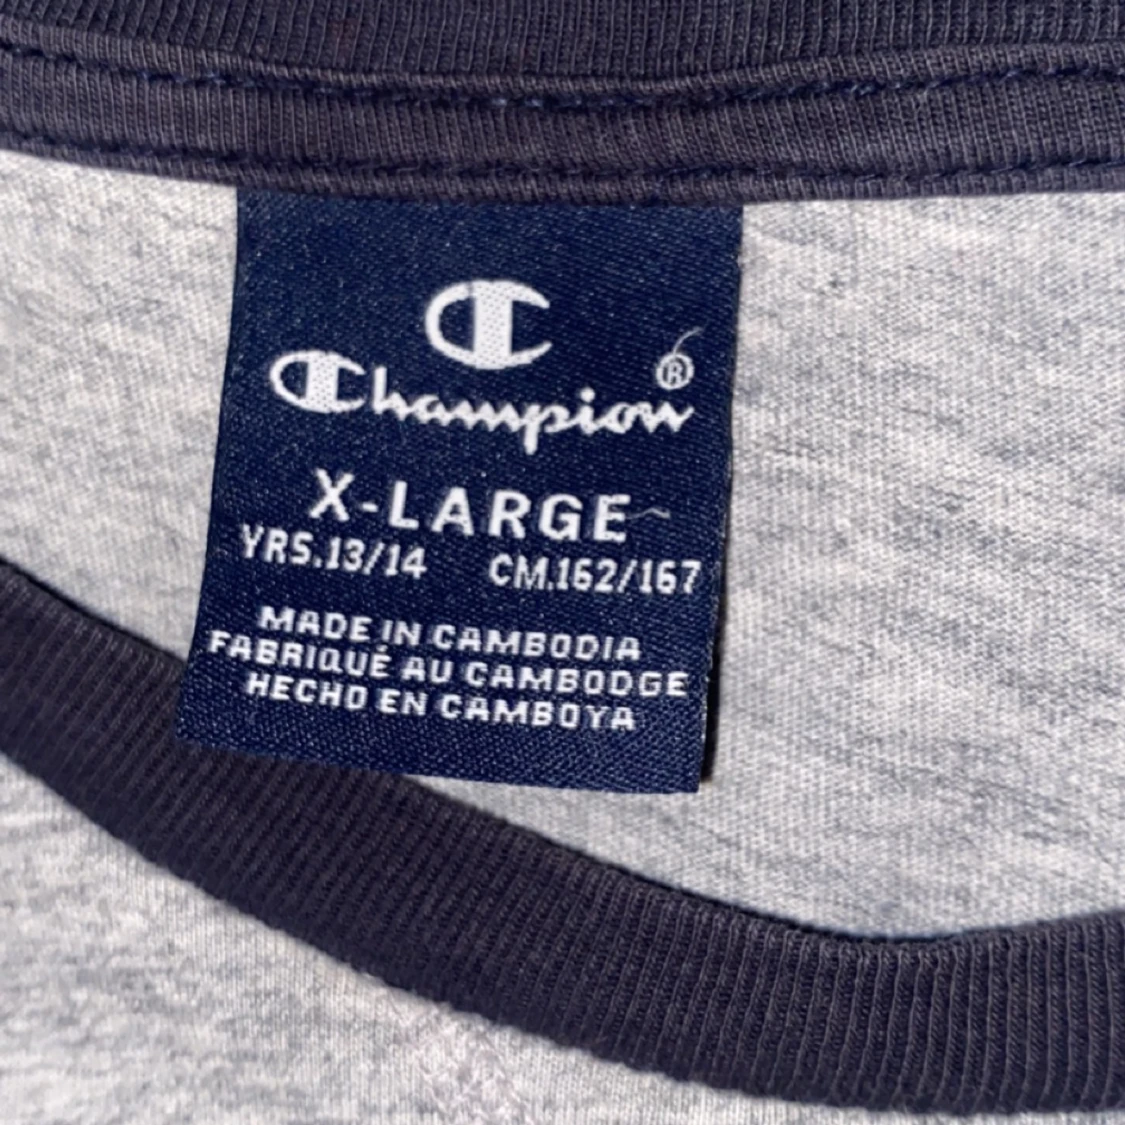 Champion®
X-LARGE
YRS.13/14 CM.162/167
MADE IN CAMBODIA
FABRIQUÉ AU CAMBODGE
HECHO EN CAMBOYA